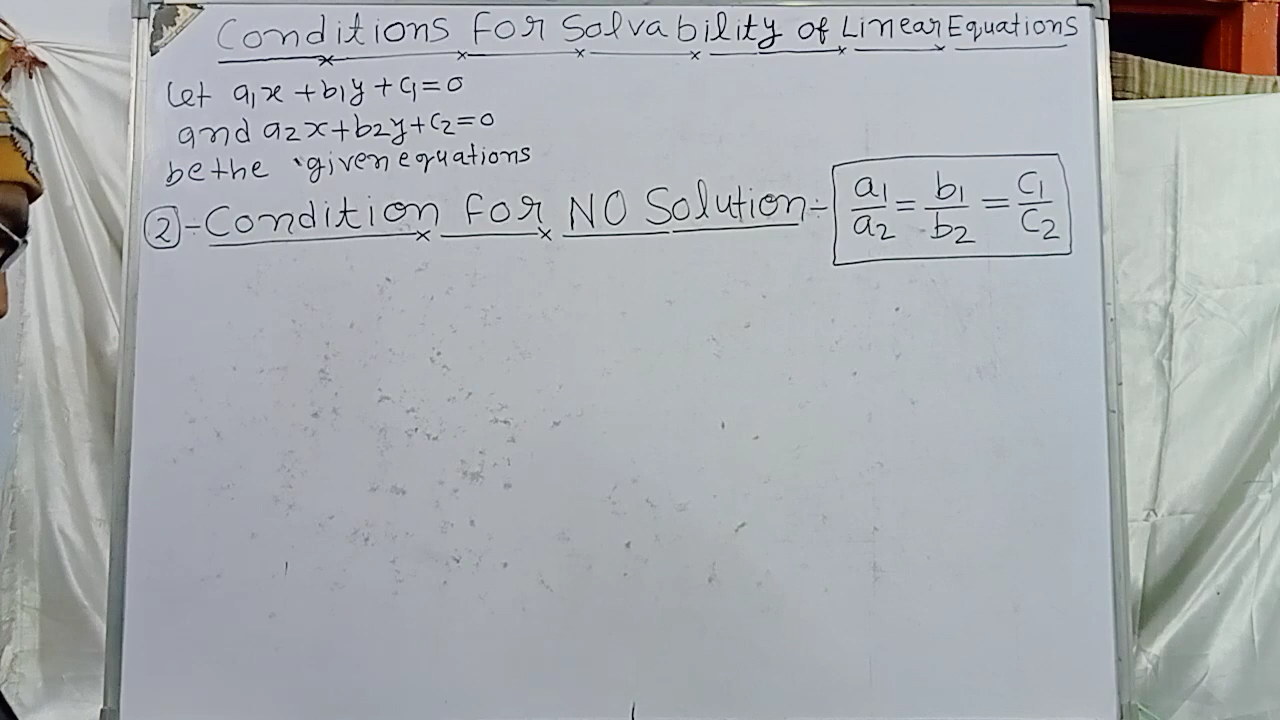 Conditions For Solvability of Linear Equations
Let a₁x + b₁y + c₁ = 0
and a₂x + b₂y + c₂ = 0
be the given equations
② - Condition For NO Solution :- a₁/a₂ = b₁/b₂ = c₁/c₂